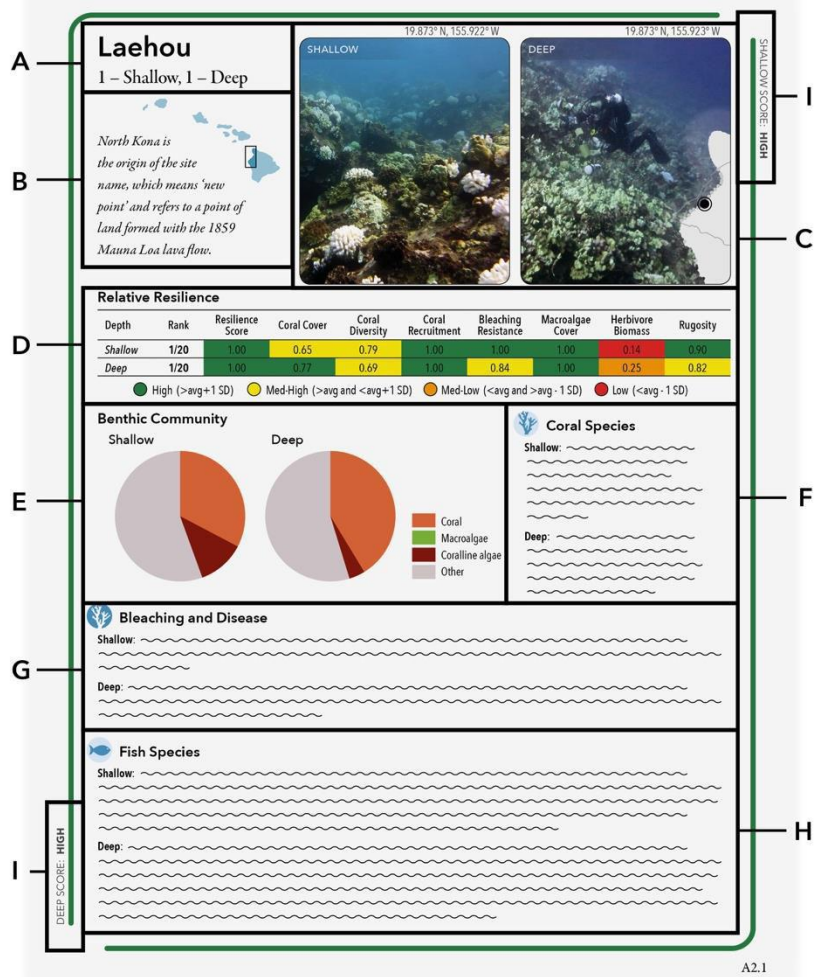 A
B
C
D
E
F
G
H
I
I
Laehou
1 – Shallow, 1 – Deep
North Kona is
the origin of the site
name, which means ‘new
point’ and refers to a point of
land formed with the 1859
Mauna Loa lava flow.
19.873° N, 155.922° W
SHALLOW
19.873° N, 155.923° W
DEEP
SHALLOW SCORE: HIGH
Relative Resilience
Depth Rank Resilience Score Coral Cover Coral Diversity Coral Recruitment Bleaching Resistance Macroalgae Cover Herbivore Biomass Rugosity
Shallow 1/20 1.00 0.65 0.79 1.00 1.00 1.00 0.14 0.90
Deep 1/20 1.00 0.77 0.69 1.00 0.84 1.00 0.25 0.82
High (>avg+1 SD) Med-High (>avg and <avg+1 SD) Med-Low (<avg and >avg - 1 SD) Low (<avg - 1 SD)
Benthic Community
Shallow Deep
Coral
Macroalgae
Coralline algae
Other
Coral Species
Shallow:
Deep:
Bleaching and Disease
Shallow:
Deep:
Fish Species
Shallow:
Deep:
DEEP SCORE: HIGH
A2.1